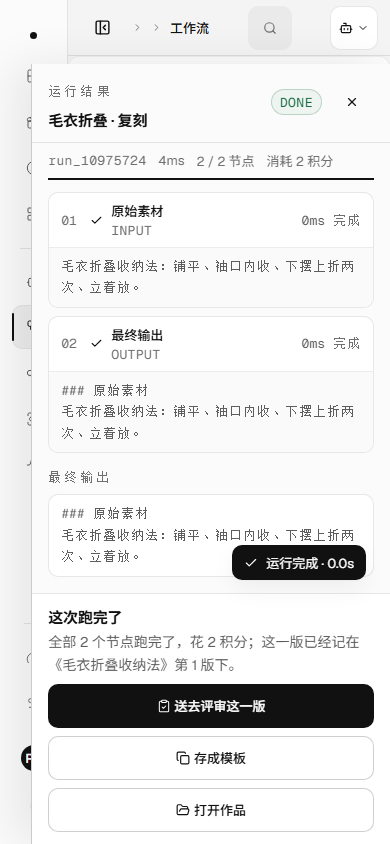 工作流
运行结果
毛衣折叠 · 复刻
DONE
run_10975724 4ms 2 / 2 节点 消耗 2 积分
01 原始素材 0ms 完成
INPUT
毛衣折叠收纳法：铺平、袖口内收、下摆上折两
次、立着放。
02 最终输出 0ms 完成
OUTPUT
### 原始素材
毛衣折叠收纳法：铺平、袖口内收、下摆上折两
次、立着放。
最终输出
### 原始素材
毛衣折叠收纳法：铺平、袖口内收、下摆上折两
次、立着放。
运行完成 · 0.0s
这次跑完了
全部 2 个节点跑完了，花 2 积分；这一版已经记在
《毛衣折叠收纳法》第 1 版下。
送去评审这一版
存成模板
打开作品